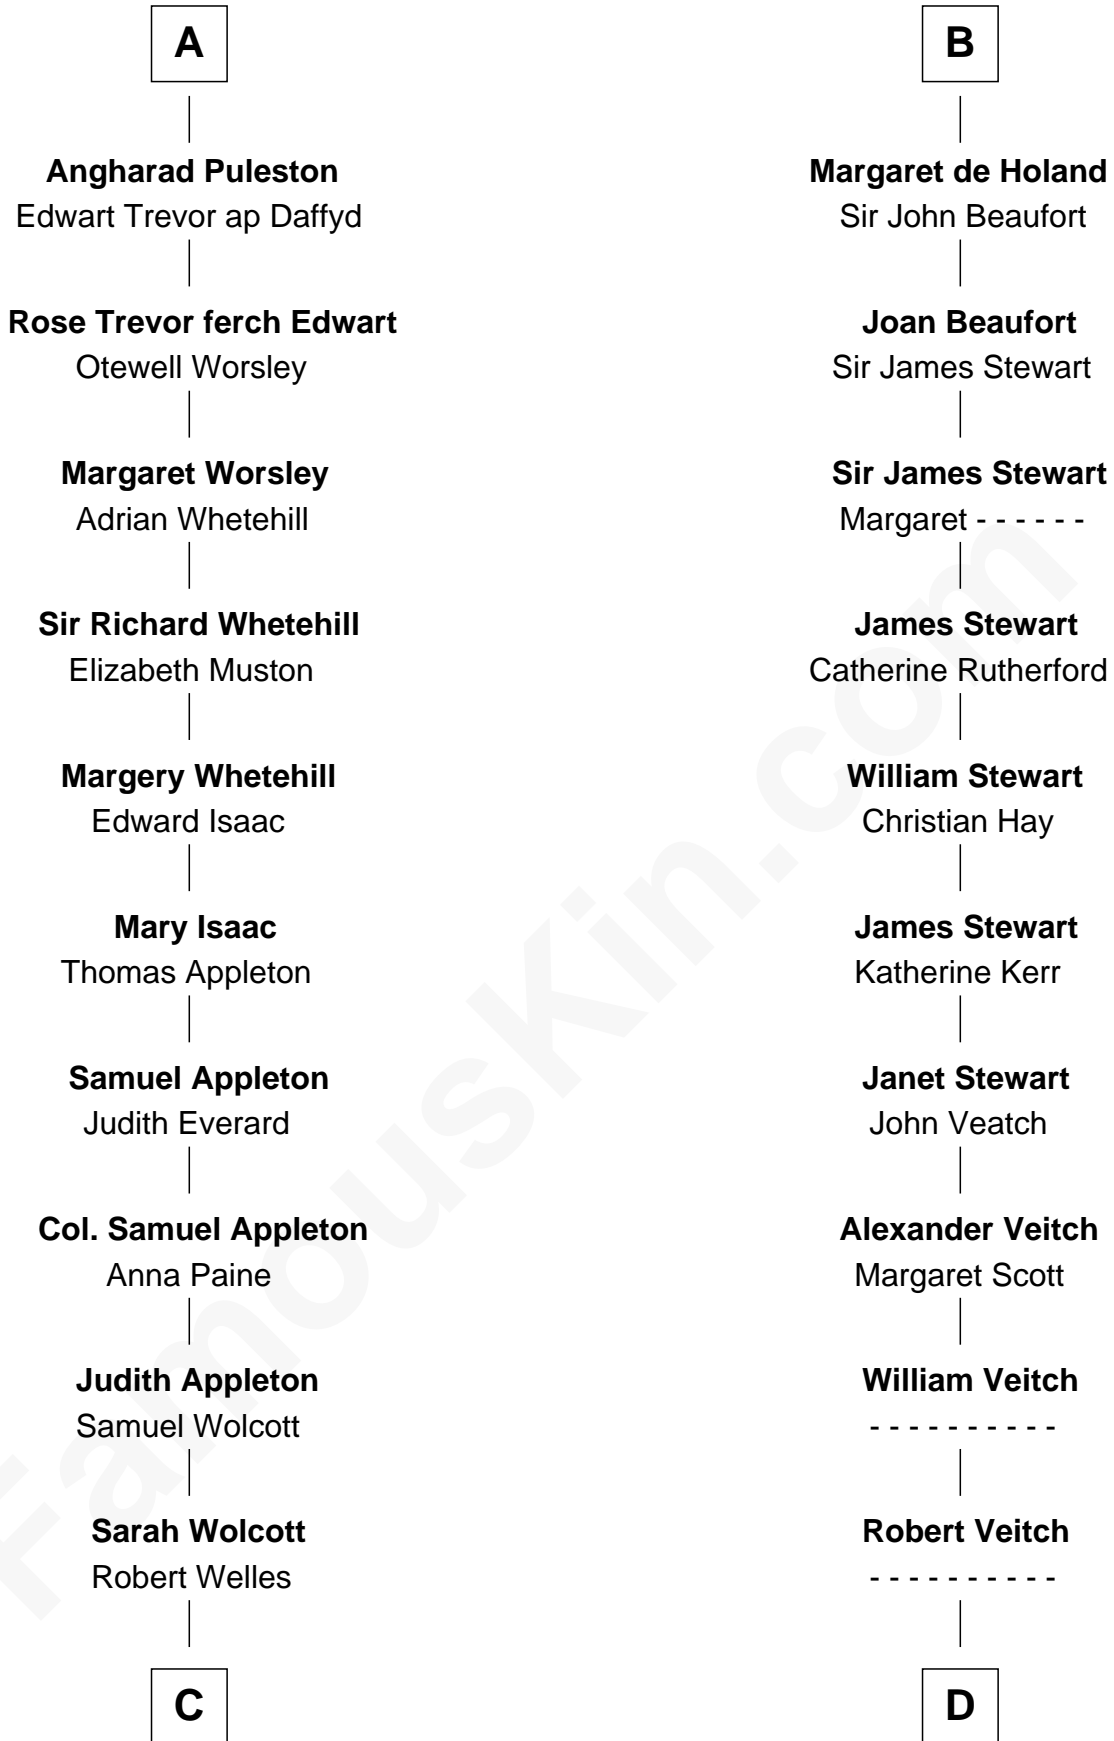 A
Angharad Puleston
Edwart Trevor ap Daffyd
Rose Trevor ferch Edwart
Otewell Worsley
Margaret Worsley
Adrian Whetehill
Sir Richard Whetehill
Elizabeth Muston
Margery Whetehill
Edward Isaac
Mary Isaac
Thomas Appleton
Samuel Appleton
Judith Everard
Col. Samuel Appleton
Anna Paine
Judith Appleton
Samuel Wolcott
Sarah Wolcott
Robert Welles
C
B
Margaret de Holand
Sir John Beaufort
Joan Beaufort
Sir James Stewart
Sir James Stewart
Margaret - - - - - -
James Stewart
Catherine Rutherford
William Stewart
Christian Hay
James Stewart
Katherine Kerr
Janet Stewart
John Veatch
Alexander Veitch
Margaret Scott
William Veitch
- - - - - - - - - -
Robert Veitch
- - - - - - - - - -
D
FamousKin.com